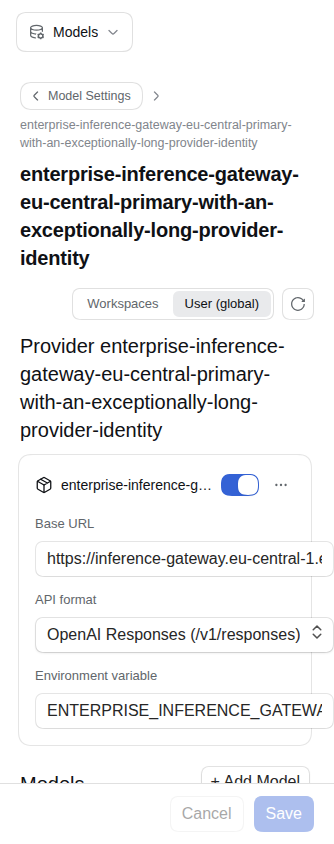 Models
Model Settings
enterprise-inference-gateway-eu-central-primary-
with-an-exceptionally-long-provider-identity
enterprise-inference-gateway-
eu-central-primary-with-an-
exceptionally-long-provider-
identity
Workspaces
User (global)
Provider enterprise-inference-
gateway-eu-central-primary-
with-an-exceptionally-long-
provider-identity
enterprise-inference-g...
Base URL
https://inference-gateway.eu-central-1.e
API format
OpenAI Responses (/v1/responses)
Environment variable
ENTERPRISE_INFERENCE_GATEWA
Models
+ Add Model
Cancel
Save